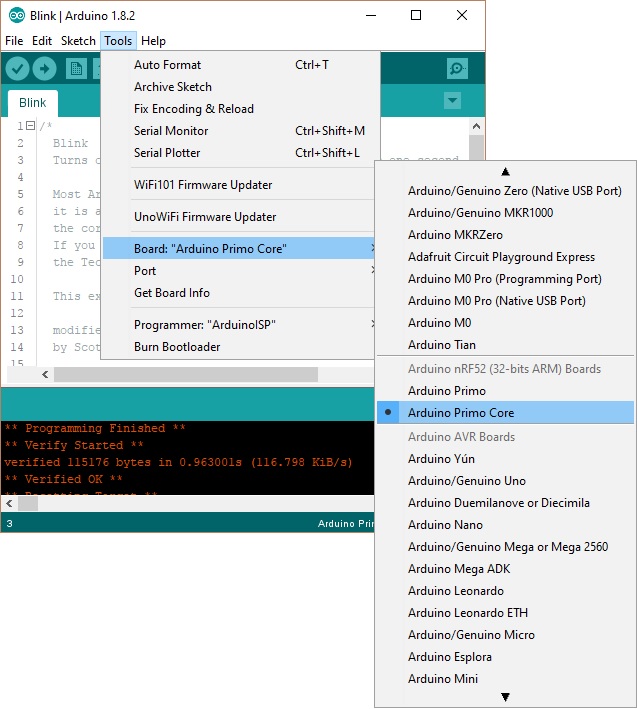 Blink | Arduino 1.8.2
File Edit Sketch Tools Help
Blink
1 /*
2 Blink
3 Turns o
one second
4
5 Most Ar
6 it is a
7 the cor
8 If you
9 the Tec
10
11 This ex
12
13 modifie
14 by Scot
15
Auto Format Ctrl+T
Archive Sketch
Fix Encoding & Reload
Serial Monitor Ctrl+Shift+M
Serial Plotter Ctrl+Shift+L
WiFi101 Firmware Updater
UnoWiFi Firmware Updater
Board: "Arduino Primo Core"
Port
Get Board Info
Programmer: "ArduinoISP"
Burn Bootloader
Arduino/Genuino Zero (Native USB Port)
Arduino/Genuino MKR1000
Arduino MKRZero
Adafruit Circuit Playground Express
Arduino M0 Pro (Programming Port)
Arduino M0 Pro (Native USB Port)
Arduino M0
Arduino Tian
Arduino nRF52 (32-bits ARM) Boards
Arduino Primo
Arduino Primo Core
Arduino AVR Boards
Arduino Yún
Arduino/Genuino Uno
Arduino Duemilanove or Diecimila
Arduino Nano
Arduino/Genuino Mega or Mega 2560
Arduino Mega ADK
Arduino Leonardo
Arduino Leonardo ETH
Arduino/Genuino Micro
Arduino Esplora
Arduino Mini
** Programming Finished **
** Verify Started **
verified 115176 bytes in 0.963001s (116.798 KiB/s)
** Verified OK **
** Resetting Target **
3 Arduino Prin